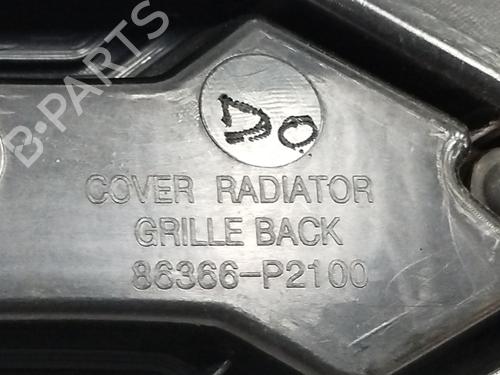 B-PARTS
DO
COVER RADIATOR
GRILLE BACK
86366-P2100